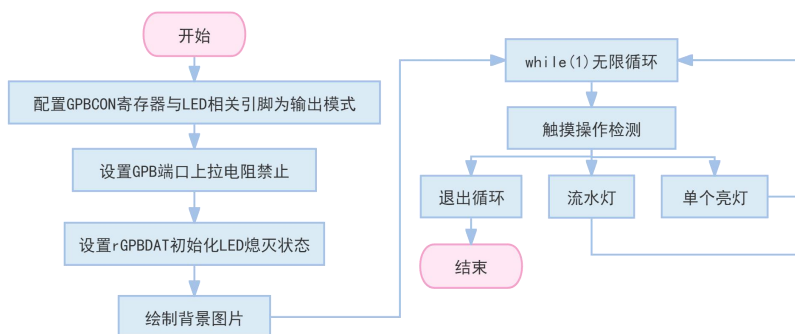 开始
配置GPBCON寄存器与LED相关引脚为输出模式
设置GPB端口上拉电阻禁止
设置rGPBDAT初始化LED熄灭状态
绘制背景图片
while(1)无限循环
触摸操作检测
退出循环
流水灯
单个亮灯
结束